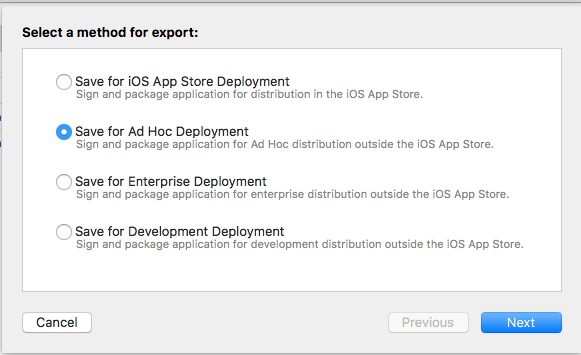 Select a method for export:
Save for iOS App Store Deployment
Sign and package application for distribution in the iOS App Store.
Save for Ad Hoc Deployment
Sign and package application for Ad Hoc distribution outside the iOS App Store.
Save for Enterprise Deployment
Sign and package application for enterprise distribution outside the iOS App Store.
Save for Development Deployment
Sign and package application for development distribution outside the iOS App Store.
Cancel
Previous
Next